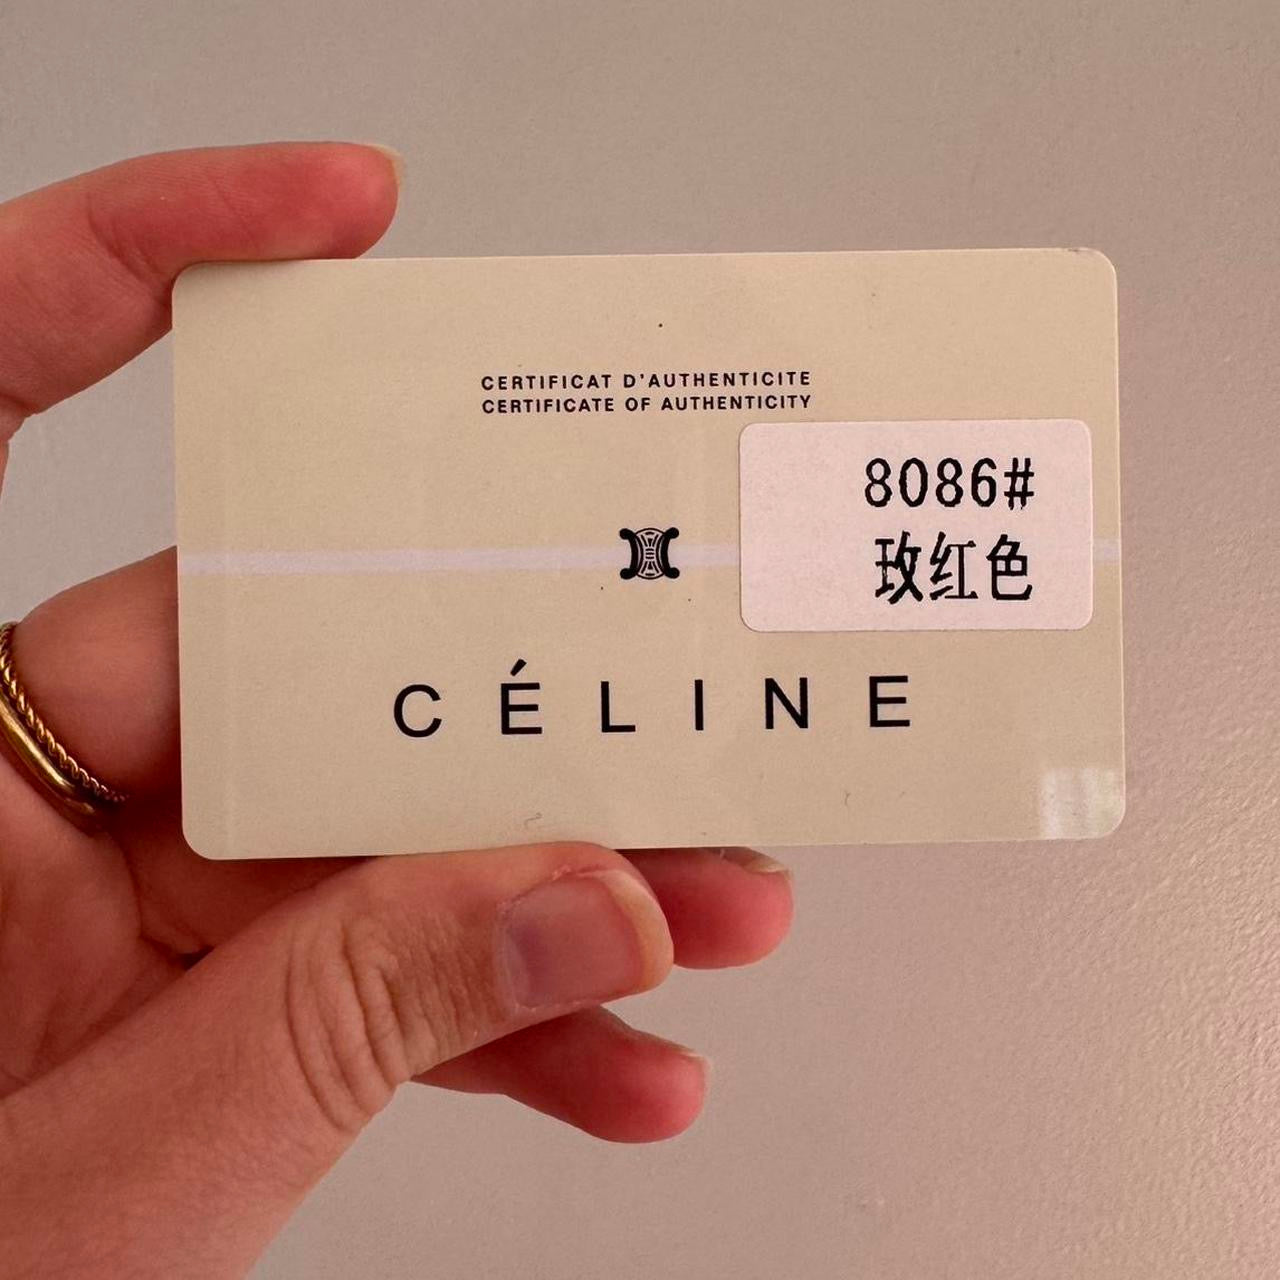 CERTIFICAT D'AUTHENTICITE
CERTIFICATE OF AUTHENTICITY
8086#
玫红色
CÉLINE